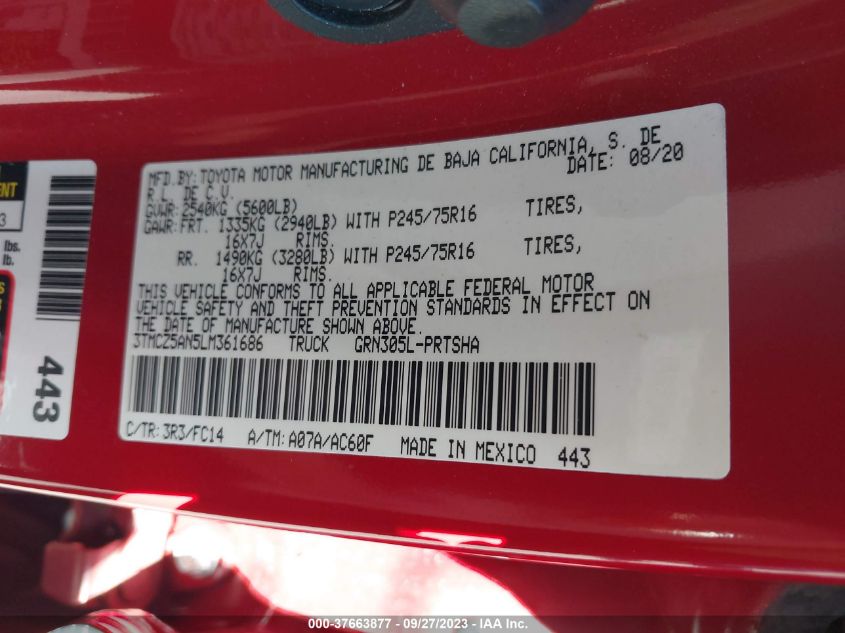 MFD.BY:TOYOTA MOTOR MANUFACTURING DE BAJA CALIFORNIA, S. DE
R.L. DE C.V. DATE: 08/20
GVWR:2540KG (5600LB)
GAWR:FRT. 1335KG (2940LB) WITH P245/75R16 TIRES,
16X7J RIMS.
RR. 1490KG (3280LB) WITH P245/75R16 TIRES,
16X7J RIMS.
THIS VEHICLE CONFORMS TO ALL APPLICABLE FEDERAL MOTOR
VEHICLE SAFETY AND THEFT PREVENTION STANDARDS IN EFFECT ON
THE DATE OF MANUFACTURE SHOWN ABOVE.
3TMCZ5AN5LM361686 TRUCK GRN305L-PRTSHA
C/TR:3R3/FC14 A/TM:A07A/AC60F MADE IN MEXICO 443
3
lbs.
lb.
443
000-37663877 - 09/27/2023 - IAA Inc.